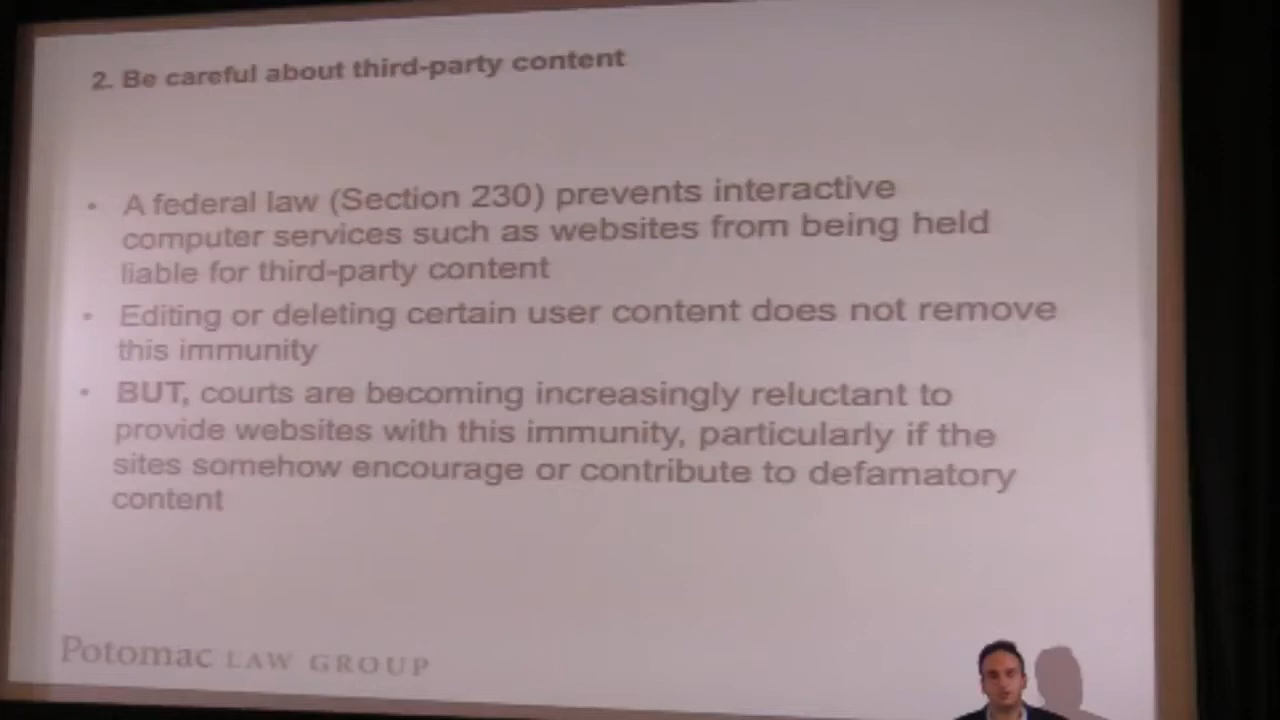 2. Be careful about third-party content
• A federal law (Section 230) prevents interactive
computer services such as websites from being held
liable for third-party content
• Editing or deleting certain user content does not remove
this immunity
• BUT, courts are becoming increasingly reluctant to
provide websites with this immunity, particularly if the
sites somehow encourage or contribute to defamatory
content
Potomac LAW GROUP